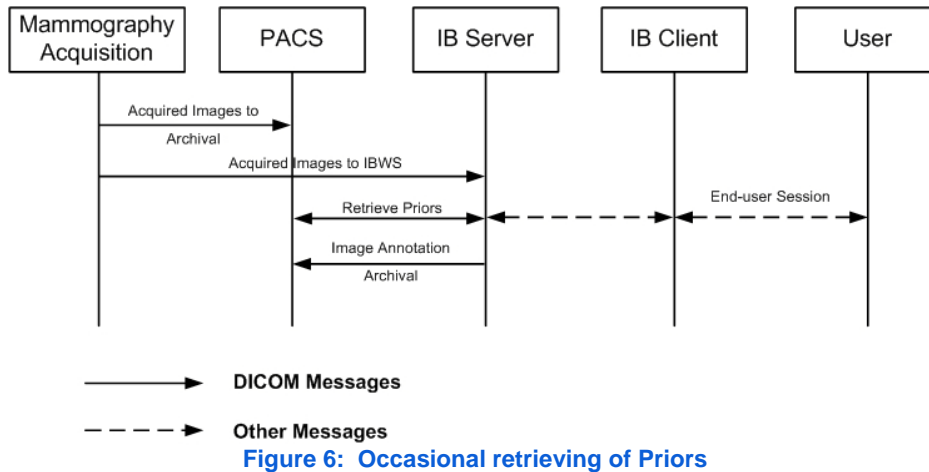 Mammography
Acquisition
PACS
IB Server
IB Client
User
Acquired Images to
Archival
Acquired Images to IBWS
Retrieve Priors
End-user Session
Image Annotation
Archival
DICOM Messages
Other Messages
Figure 6: Occasional retrieving of Priors